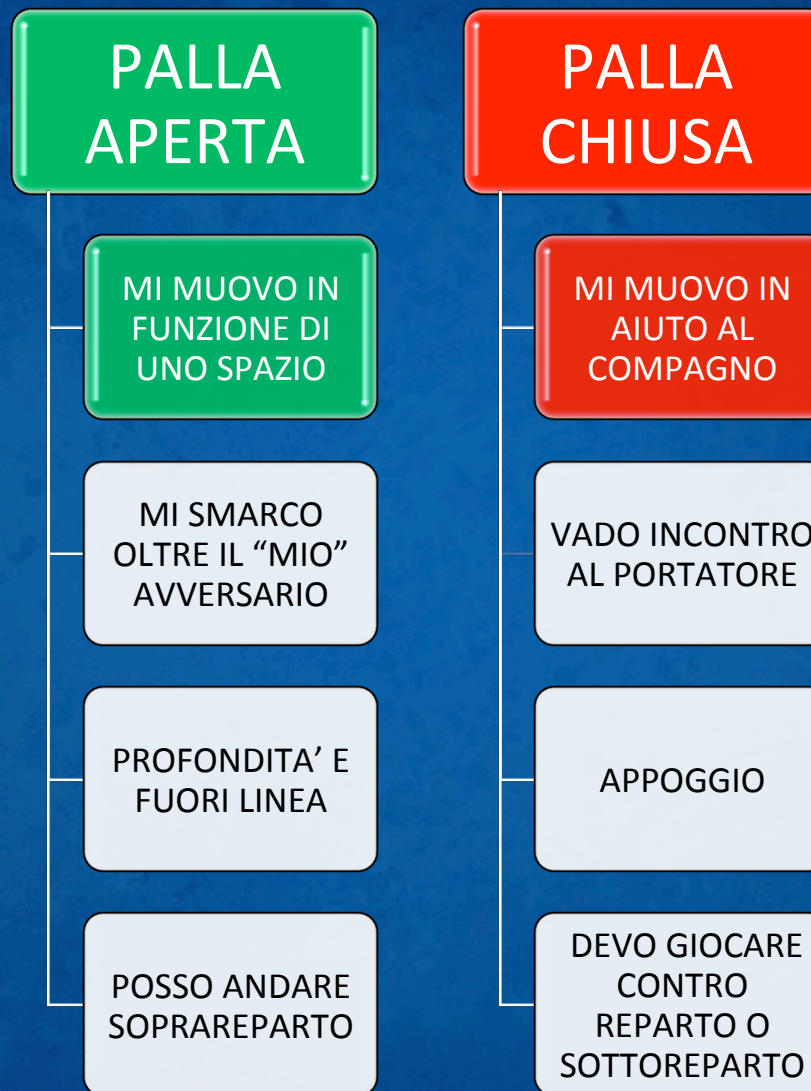 PALLA
APERTA
MI MUOVO IN
FUNZIONE DI
UNO SPAZIO
MI SMARCO
OLTRE IL “MIO”
AVVERSARIO
PROFONDITA’ E
FUORI LINEA
POSSO ANDARE
SOPRAREPARTO
PALLA
CHIUSA
MI MUOVO IN
AIUTO AL
COMPAGNO
VADO INCONTRO
AL PORTATORE
APPOGGIO
DEVO GIOCARE
CONTRO
REPARTO O
SOTTOREPARTO